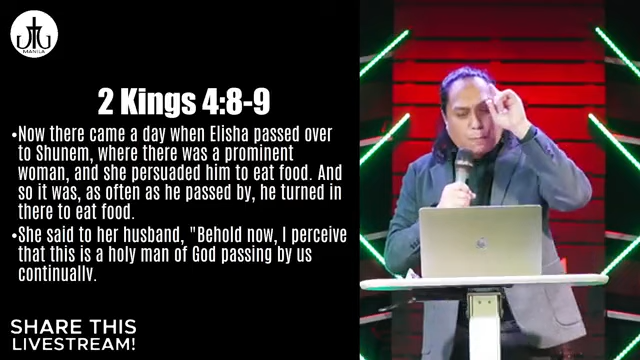 MANILA
2 Kings 4:8-9
•Now there came a day when Elisha passed over
to Shunem, where there was a prominent
woman, and she persuaded him to eat food. And
so it was, as often as he passed by, he turned in
there to eat food.
•She said to her husband, "Behold now, I perceive
that this is a holy man of God passing by us
continually.
SHARE THIS
LIVESTREAM!